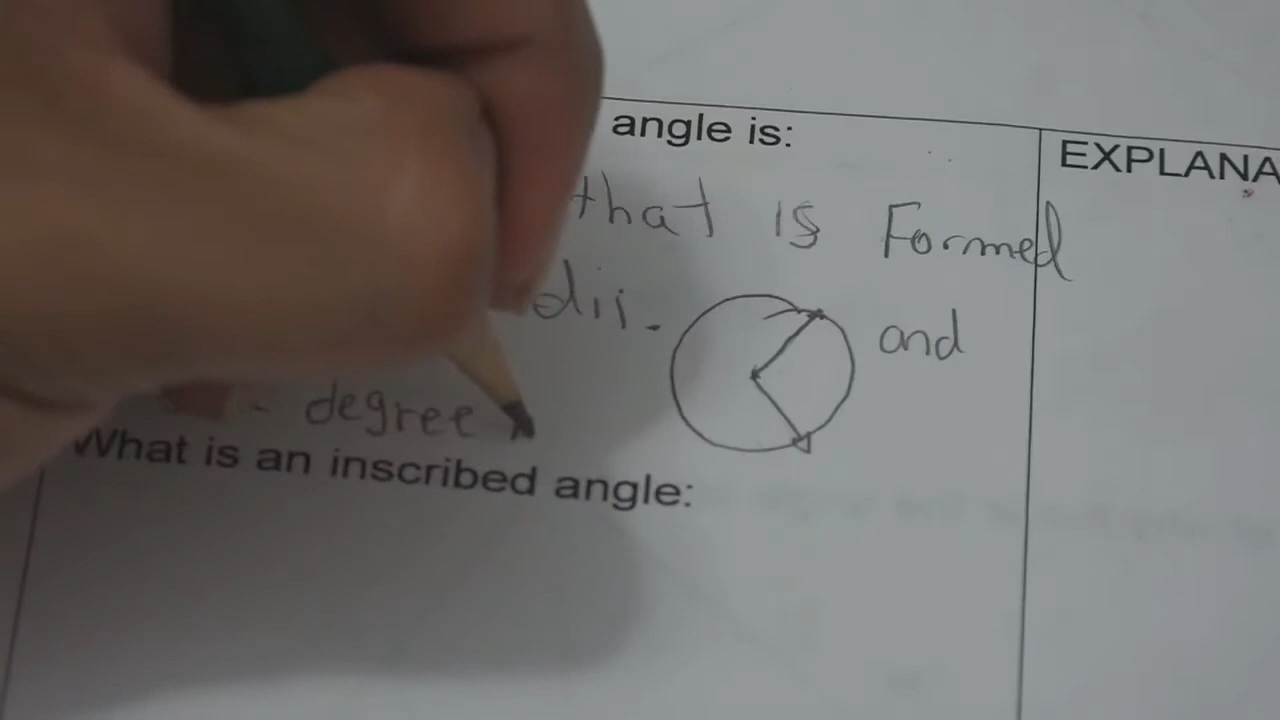 angle is:
EXPLANA
that is Formed
dii.
and
degree
What is an inscribed angle: